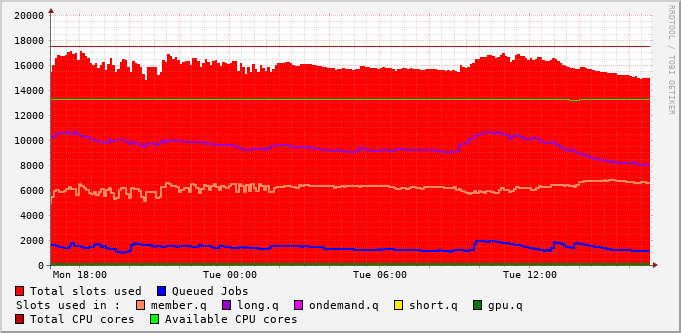 20000
18000
16000
14000
12000
10000
8000
6000
4000
2000
0
Mon 18:00 Tue 00:00 Tue 06:00 Tue 12:00
RRDTOOL / TOBI OETIKER
Total slots used Queued Jobs
Slots used in : member.q long.q ondemand.q short.q gpu.q
Total CPU cores Available CPU cores